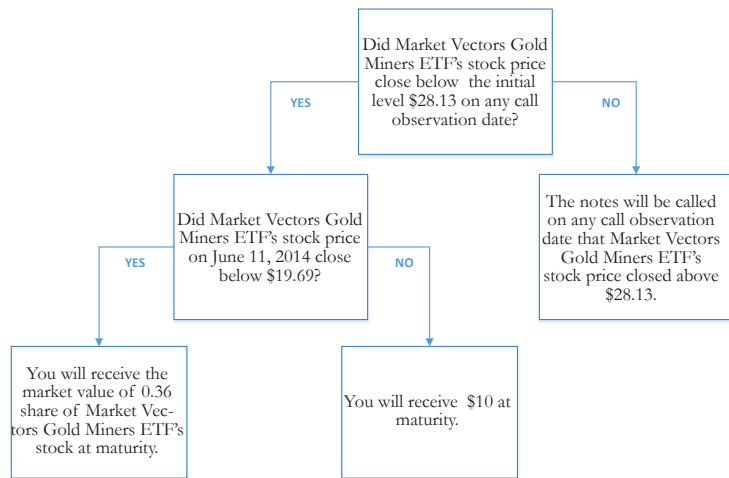 Did Market Vectors Gold
Miners ETF's stock price
close below the initial
level $28.13 on any call
observation date?
YES
NO
Did Market Vectors Gold
Miners ETF's stock price
on June 11, 2014 close
below $19.69?
The notes will be called
on any call observation
date that Market Vectors
Gold Miners ETF's
stock price closed above
$28.13.
YES
NO
You will receive the
market value of 0.36
share of Market Vec-
tors Gold Miners ETF's
stock at maturity.
You will receive $10 at
maturity.